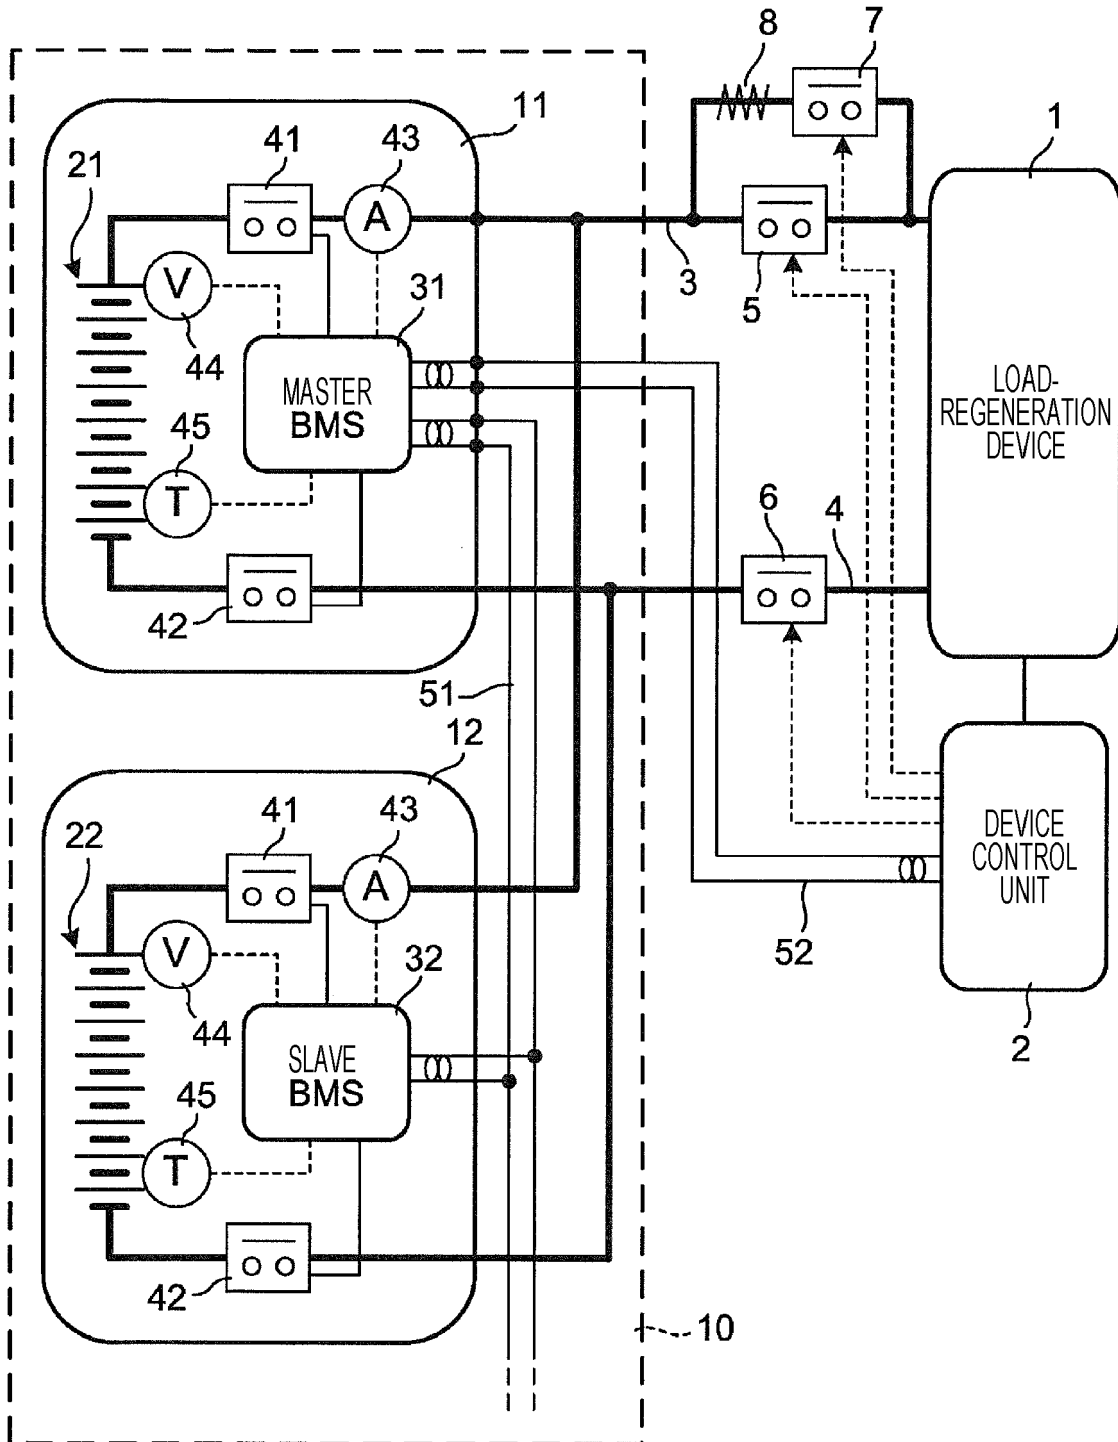 8
7
11
1
41
43
21
A
V
3
5
31
44
MASTER
BMS
LOAD-
REGENERATION
DEVICE
45
T
6
4
42
51
12
41
43
22
A
DEVICE
CONTROL
UNIT
V
52
32
44
2
SLAVE
BMS
45
T
42
10